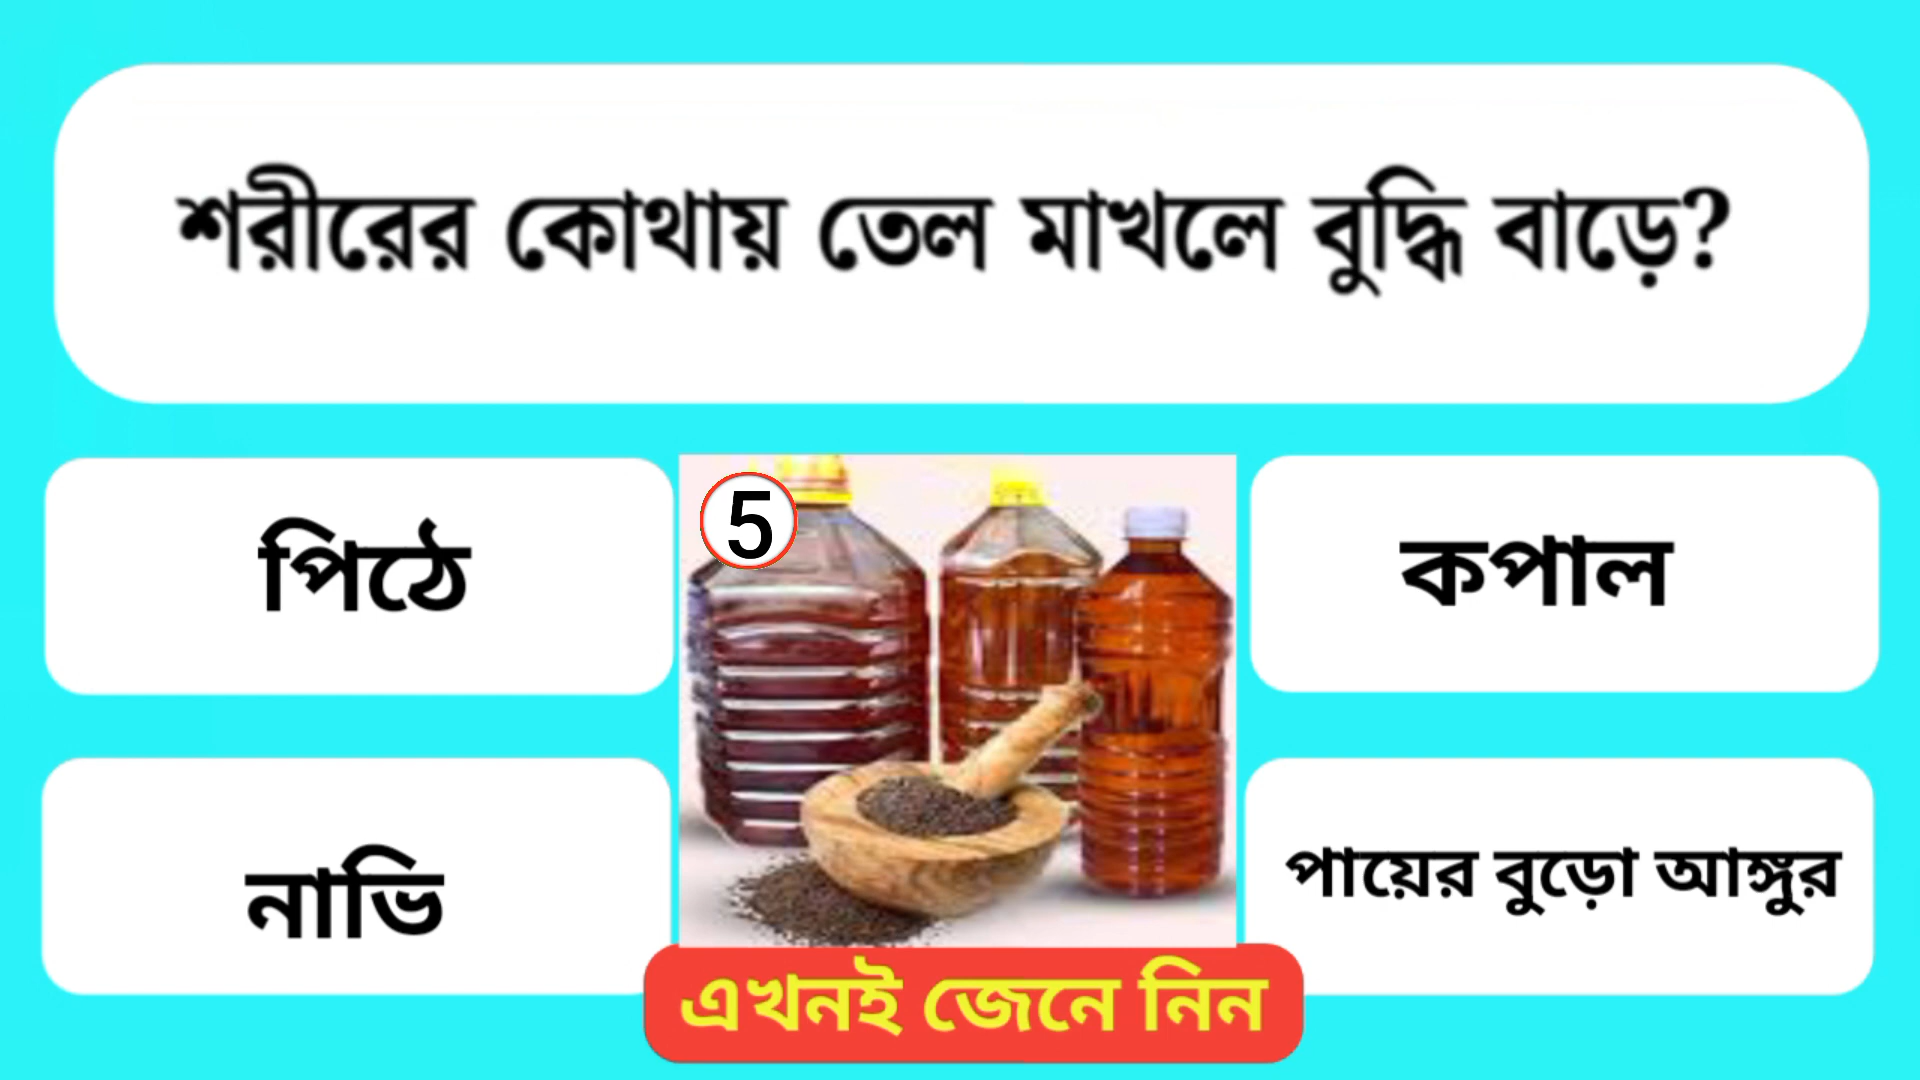 শরীরের কোথায় তেল মাখলে বুদ্ধি বাড়ে?
পিঠে
5
কপাল
নাভি
পায়ের বুড়ো আঙ্গুর
এখনই জেনে নিন